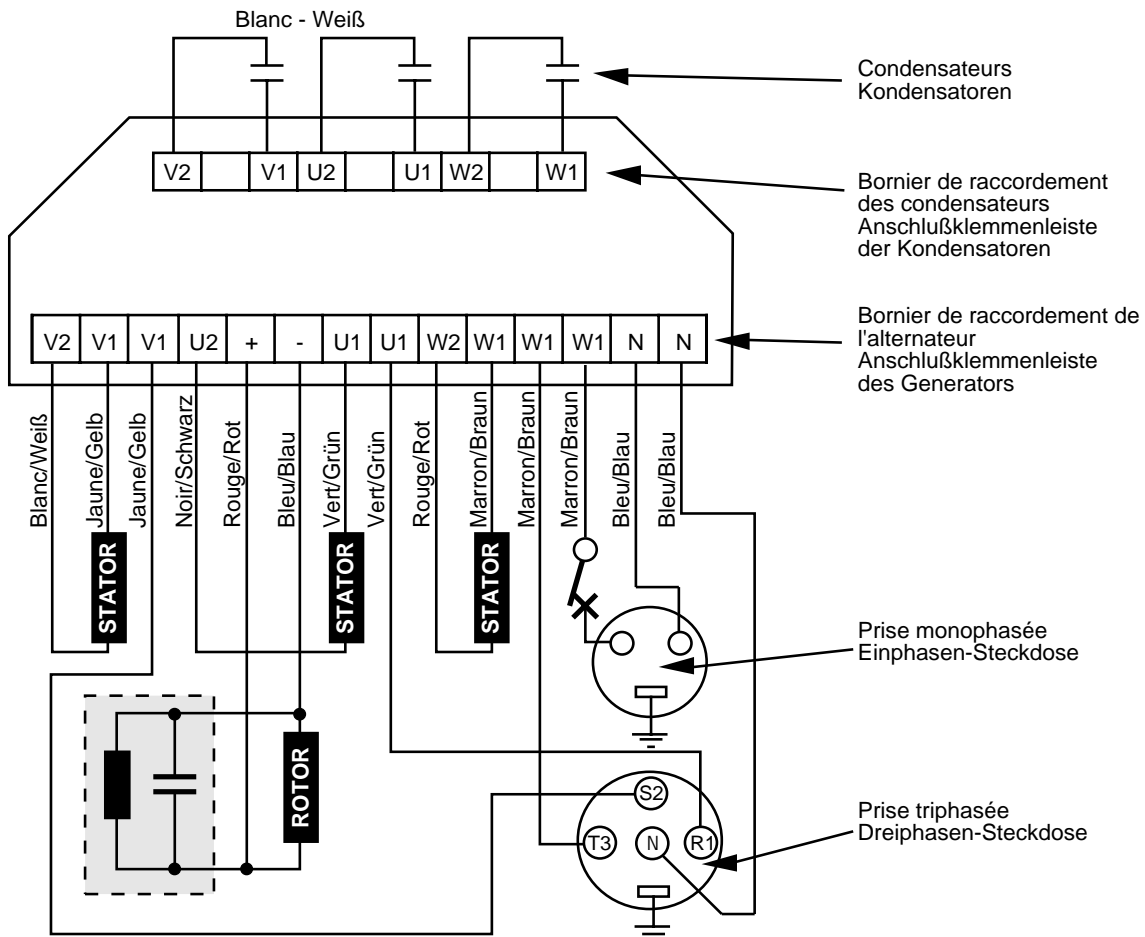 Blanc - Weiß
Condensateurs
Kondensatoren
V2 V1 U2 U1 W2 W1
Bornier de raccordement
des condensateurs
Anschlußklemmenleiste
der Kondensatoren
V2 V1 V1 U2 + - U1 U1 W2 W1 W1 W1 N N
Bornier de raccordement de
l'alternateur
Anschlußklemmenleiste
des Generators
Blanc/Weiß
Jaune/Gelb
Jaune/Gelb
Noir/Schwarz
Rouge/Rot
Bleu/Blau
Vert/Grün
Vert/Grün
Rouge/Rot
Marron/Braun
Marron/Braun
Marron/Braun
Bleu/Blau
Bleu/Blau
STATOR
STATOR
STATOR
Prise monophasée
Einphasen-Steckdose
ROTOR
S2
T3 N R1
Prise triphasée
Dreiphasen-Steckdose